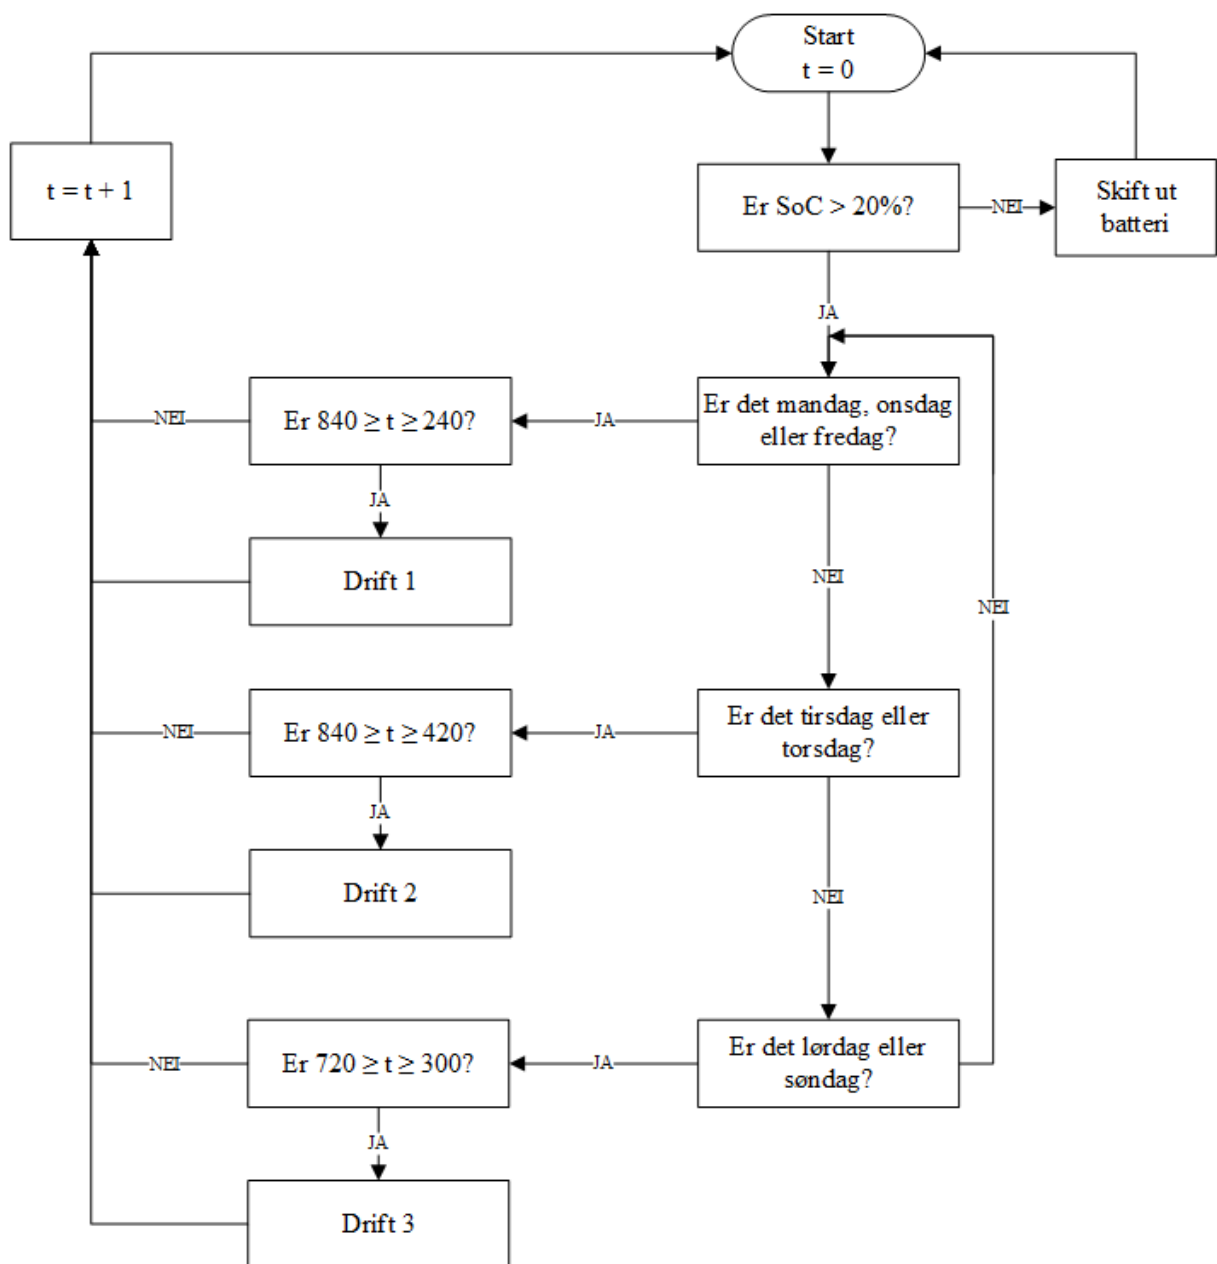 Start
t = 0
t = t + 1
Er SoC > 20%?
NEI
Skift ut
batteri
JA
Er det mandag, onsdag
eller fredag?
JA
Er 840 ≥ t ≥ 240?
NEI
JA
Drift 1
NEI
NEI
Er det tirsdag eller
torsdag?
JA
Er 840 ≥ t ≥ 420?
NEI
JA
Drift 2
NEI
Er det lørdag eller
søndag?
JA
Er 720 ≥ t ≥ 300?
NEI
JA
Drift 3